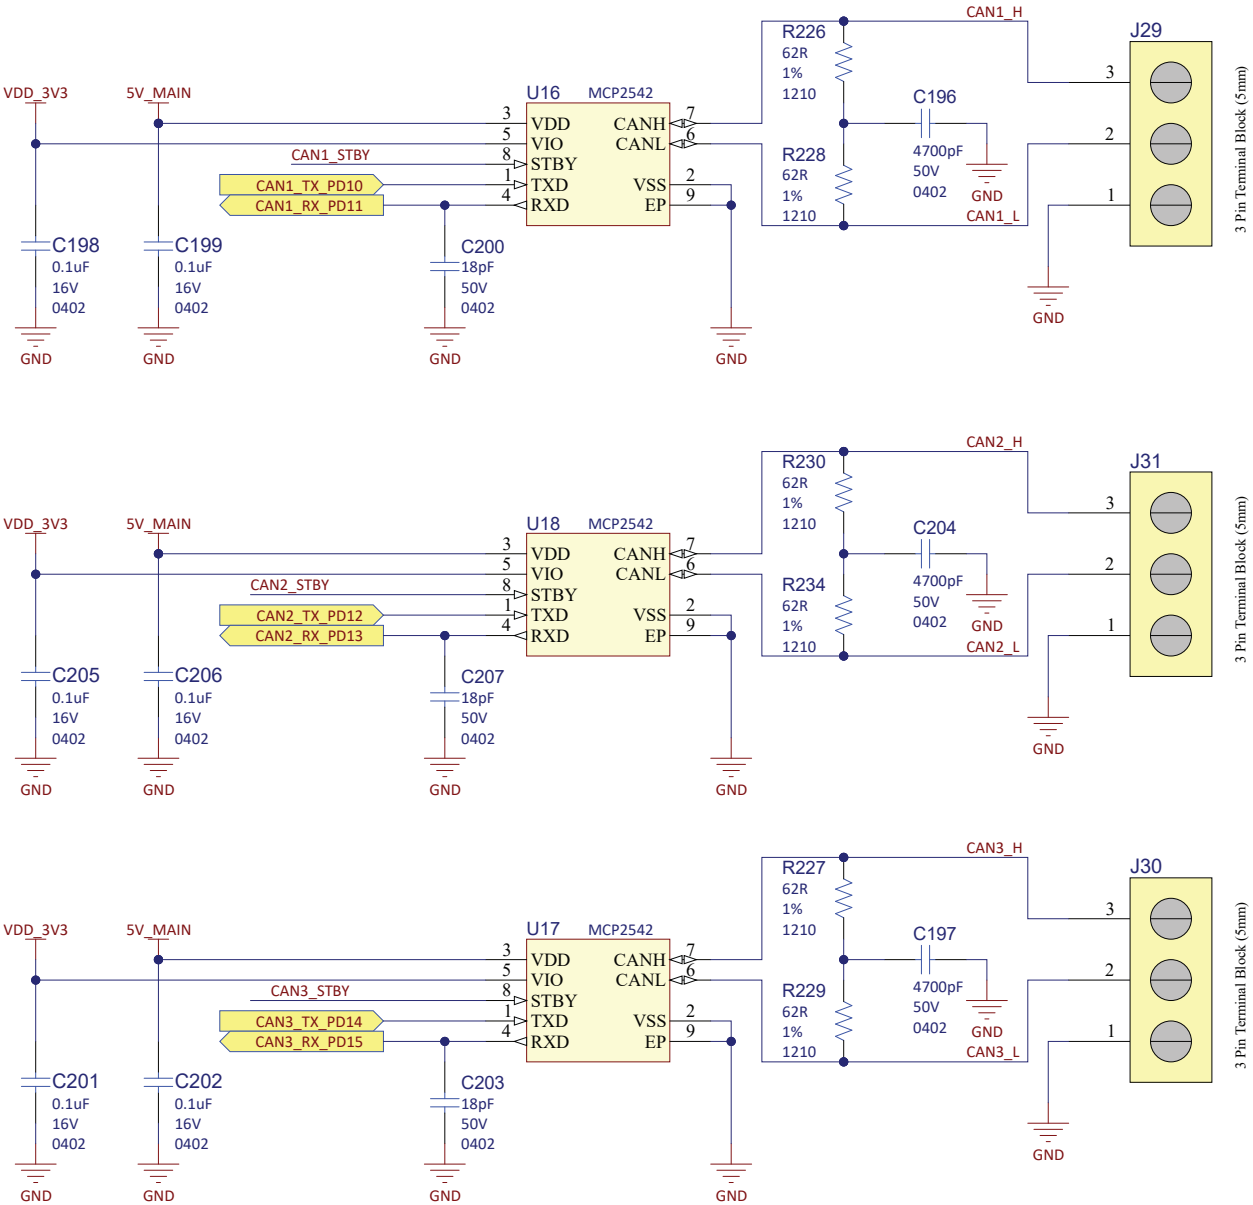 CAN1_H
R226
62R
1%
1210
J29
3
2
1
3 Pin Terminal Block (5mm)
VDD_3V3
5V_MAIN
U16
MCP2542
C196
4700pF
50V
0402
GND
3
VDD
CANH
7
5
VIO
CANL
6
CAN1_STBY
8
STBY
CAN1_TX_PD10
1
TXD
VSS
2
CAN1_RX_PD11
4
RXD
EP
9
R228
62R
1%
1210
CAN1_L
C198
0.1uF
16V
0402
GND
C199
0.1uF
16V
0402
GND
C200
18pF
50V
0402
GND
GND
GND
CAN2_H
R230
62R
1%
1210
J31
3
2
1
3 Pin Terminal Block (5mm)
VDD_3V3
5V_MAIN
U18
MCP2542
C204
4700pF
50V
0402
GND
3
VDD
CANH
7
5
VIO
CANL
6
CAN2_STBY
8
STBY
CAN2_TX_PD12
1
TXD
VSS
2
CAN2_RX_PD13
4
RXD
EP
9
R234
62R
1%
1210
CAN2_L
C205
0.1uF
16V
0402
GND
C206
0.1uF
16V
0402
GND
C207
18pF
50V
0402
GND
GND
GND
CAN3_H
R227
62R
1%
1210
J30
3
2
1
3 Pin Terminal Block (5mm)
VDD_3V3
5V_MAIN
U17
MCP2542
C197
4700pF
50V
0402
GND
3
VDD
CANH
7
5
VIO
CANL
6
CAN3_STBY
8
STBY
CAN3_TX_PD14
1
TXD
VSS
2
CAN3_RX_PD15
4
RXD
EP
9
R229
62R
1%
1210
CAN3_L
C201
0.1uF
16V
0402
GND
C202
0.1uF
16V
0402
GND
C203
18pF
50V
0402
GND
GND
GND